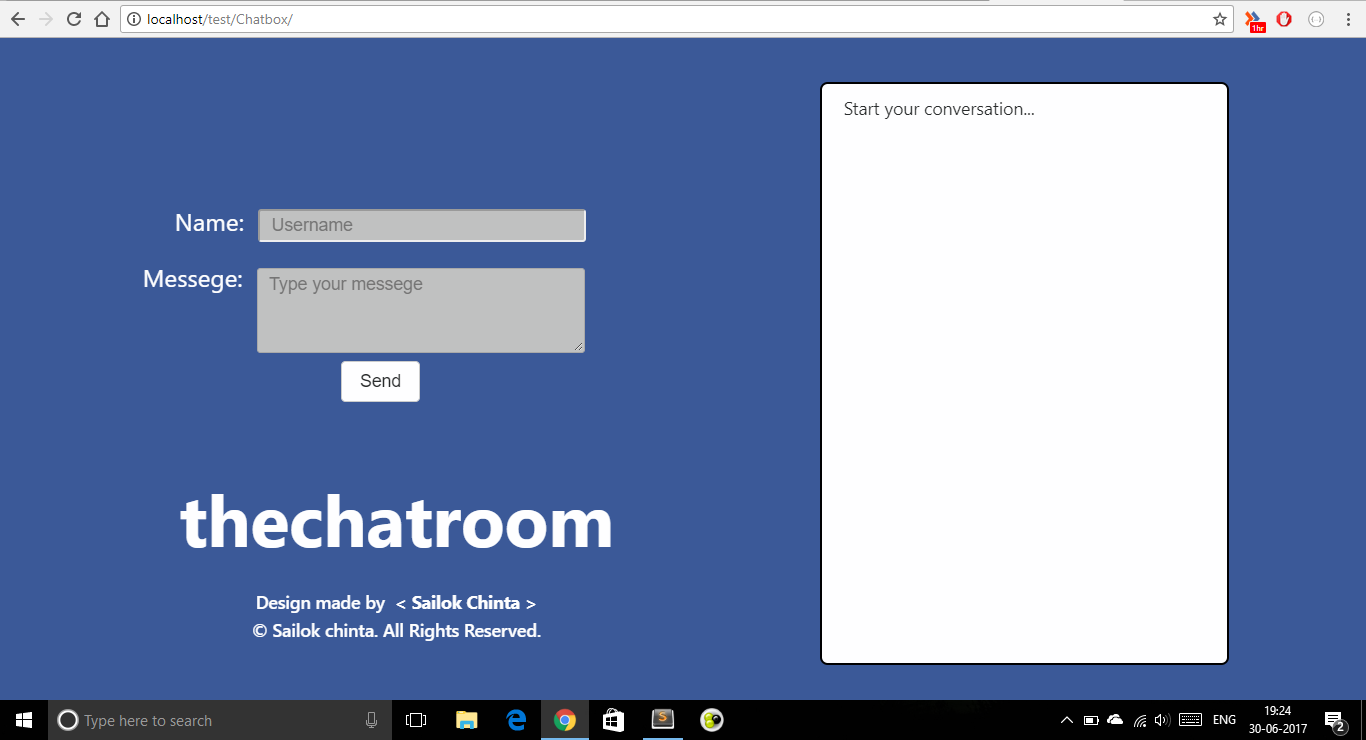 localhost/test/Chatbox/
1hr
Start your conversation...
Name:
Username
Messege:
Type your messege
Send
thechatroom
Design made by < Sailok Chinta >
© Sailok chinta. All Rights Reserved.
Type here to search
ENG
19:24
30-06-2017
2